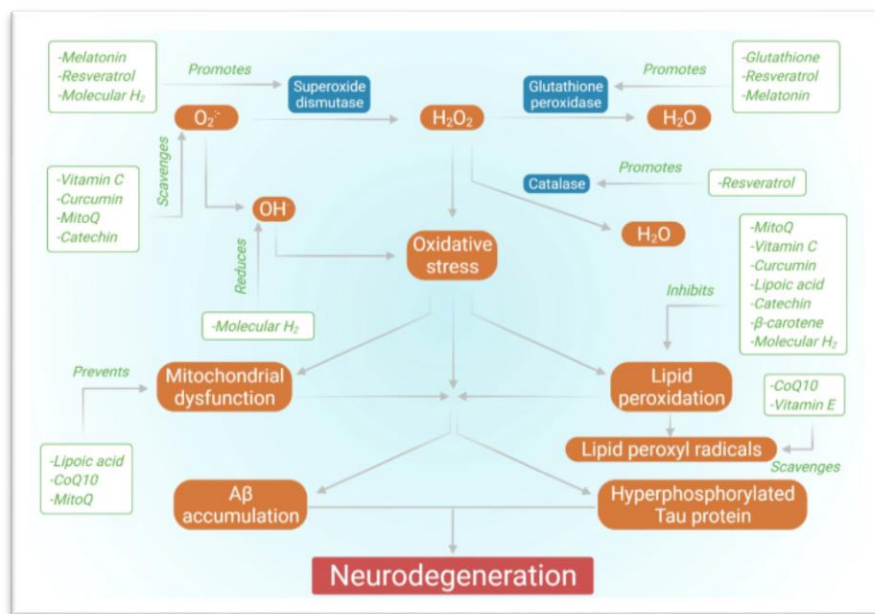 -Melatonin
-Resveratrol
-Molecular H₂
Promotes
Superoxide
dismutase
Glutathione
peroxidase
Promotes
-Glutathione
-Resveratrol
-Melatonin
O₂·⁻
H₂O₂
H₂O
Scavenges
-Vitamin C
-Curcumin
-MitoQ
-Catechin
OH·
Catalase
Promotes
-Resveratrol
Oxidative
stress
H₂O
Reduces
-Molecular H₂
Inhibits
-MitoQ
-Vitamin C
-Curcumin
-Lipoic acid
-Catechin
-β-carotene
-Molecular H₂
Prevents
Mitochondrial
dysfunction
Lipid
peroxidation
-CoQ10
-Vitamin E
Lipid peroxyl radicals
Scavenges
-Lipoic acid
-CoQ10
-MitoQ
Aβ
accumulation
Hyperphosphorylated
Tau protein
Neurodegeneration